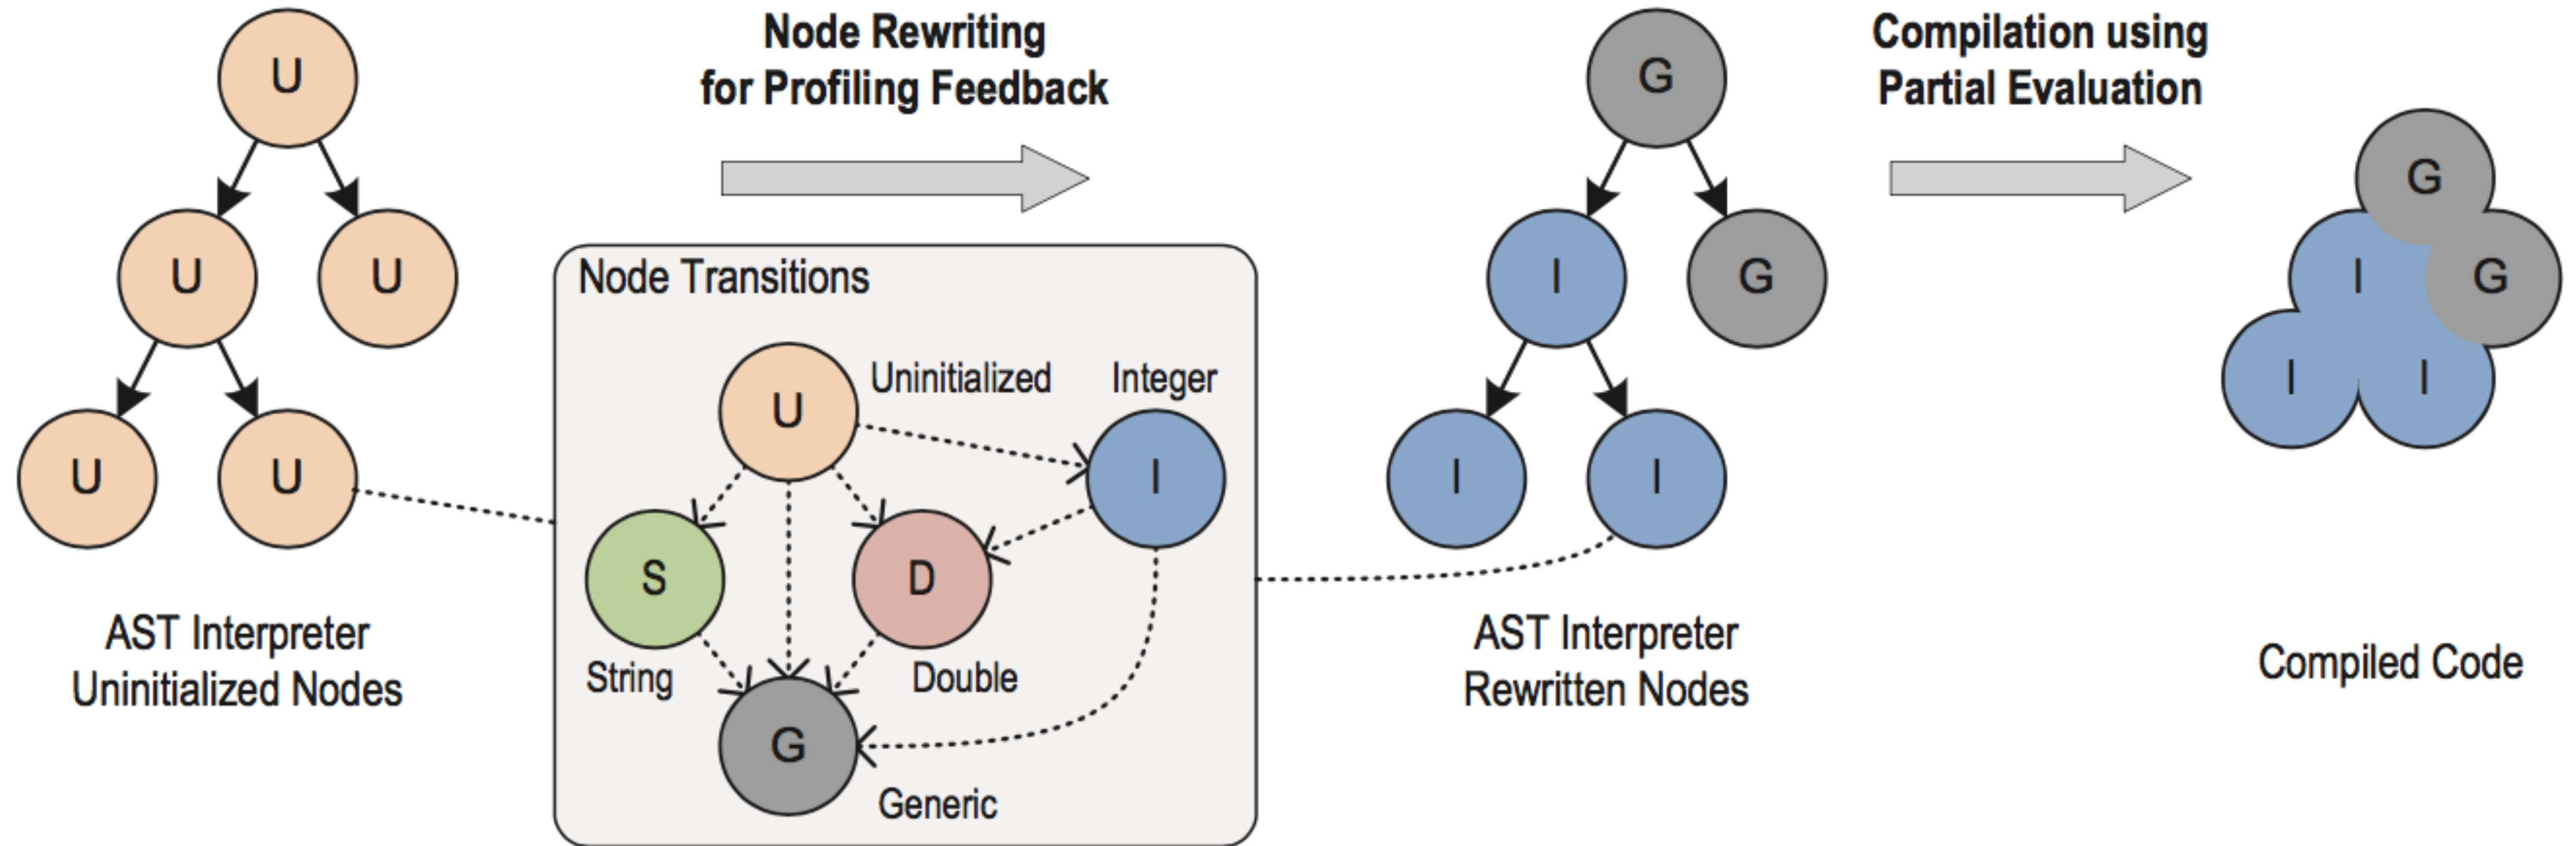 U
U
U
U
U
AST Interpreter
Uninitialized Nodes
Node Rewriting
for Profiling Feedback
Node Transitions
U
Uninitialized
Integer
I
S
D
String
Double
G
Generic
G
I
G
I
I
AST Interpreter
Rewritten Nodes
Compilation using
Partial Evaluation
G
I
G
I
I
Compiled Code